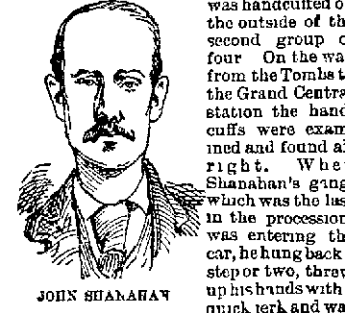 was handcuffed o
the outside of th
second group o
four On the wa
from the Tombs t
the Grand Centra
station the hand
cuffs were exam
ined and found al
right. Whe
Shanahan's gang
which was the las
in the procession
was entering th
car, he hung back
step or two, threw
up his hands with
quick jerk and wa
JOHN SHANAHAN